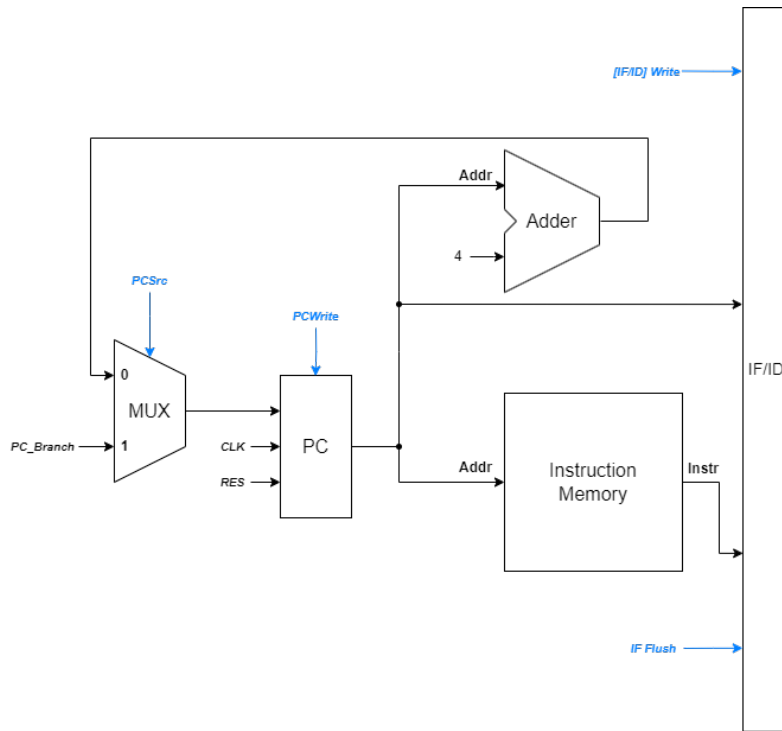 [IF/ID] Write
Addr
Adder
4
PCSrc
PCWrite
0
MUX
1
PC_Branch
CLK
PC
RES
IF/ID
Addr
Instruction
Memory
Instr
IF Flush